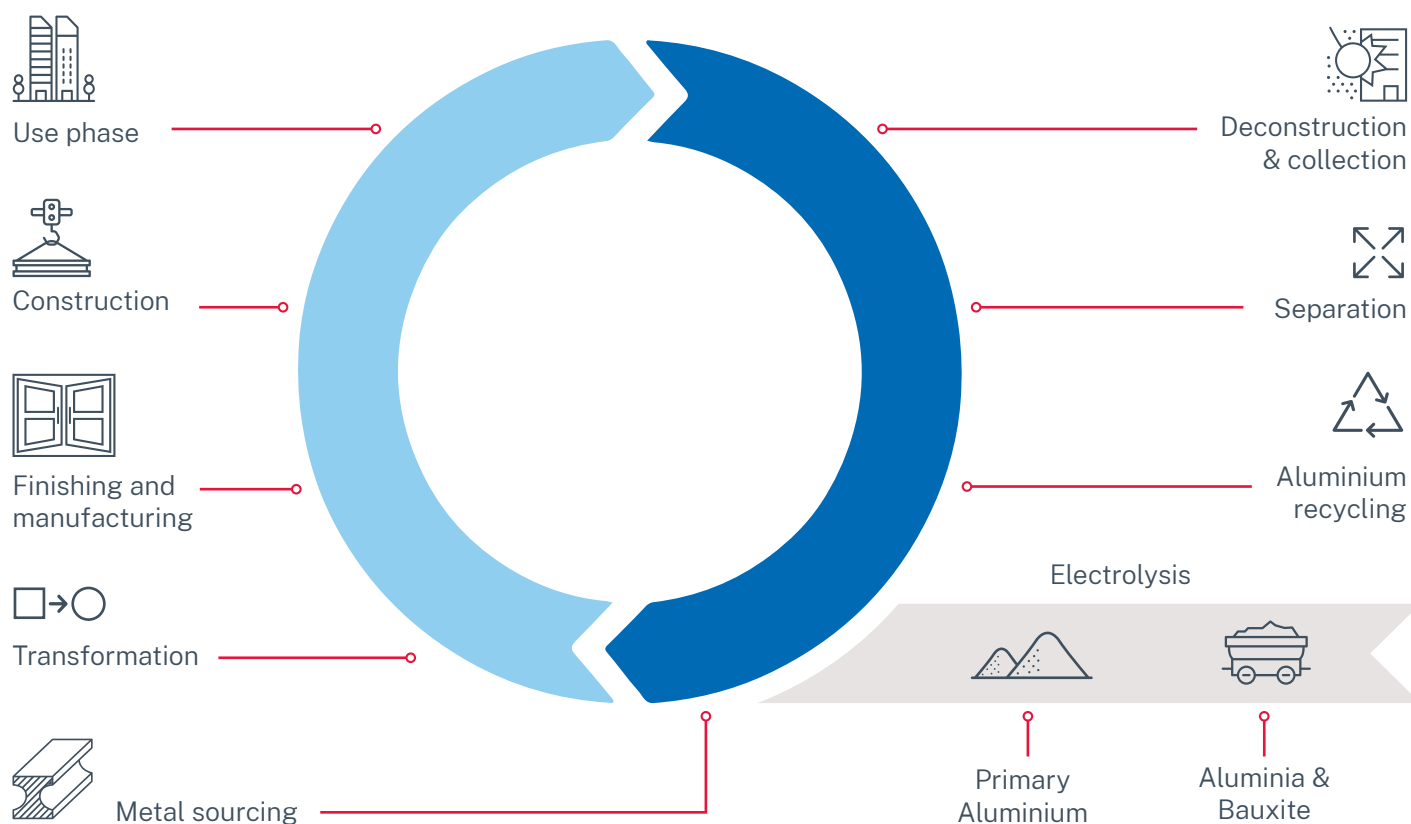 Use phase
Construction
Finishing and
manufacturing
Transformation
Metal sourcing
Deconstruction
& collection
Separation
Aluminium
recycling
Electrolysis
Primary
Aluminium
Aluminia &
Bauxite